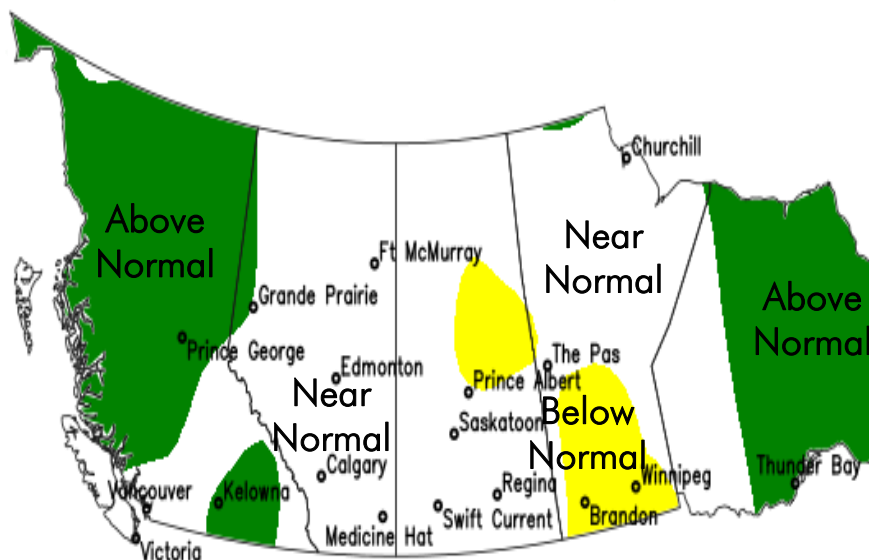 Churchill
Above
Normal
Near
Normal
Ft McMurray
Above
Normal
Grande Prairie
Prince George
The Pas
Edmonton
Prince Albert
Near
Normal
Below
Normal
Saskatoon
Calgary
Thunder Bay
Winnipeg
Vancouver
Kelowna
Regina
Brandon
Swift Current
Medicine Hat
Victoria